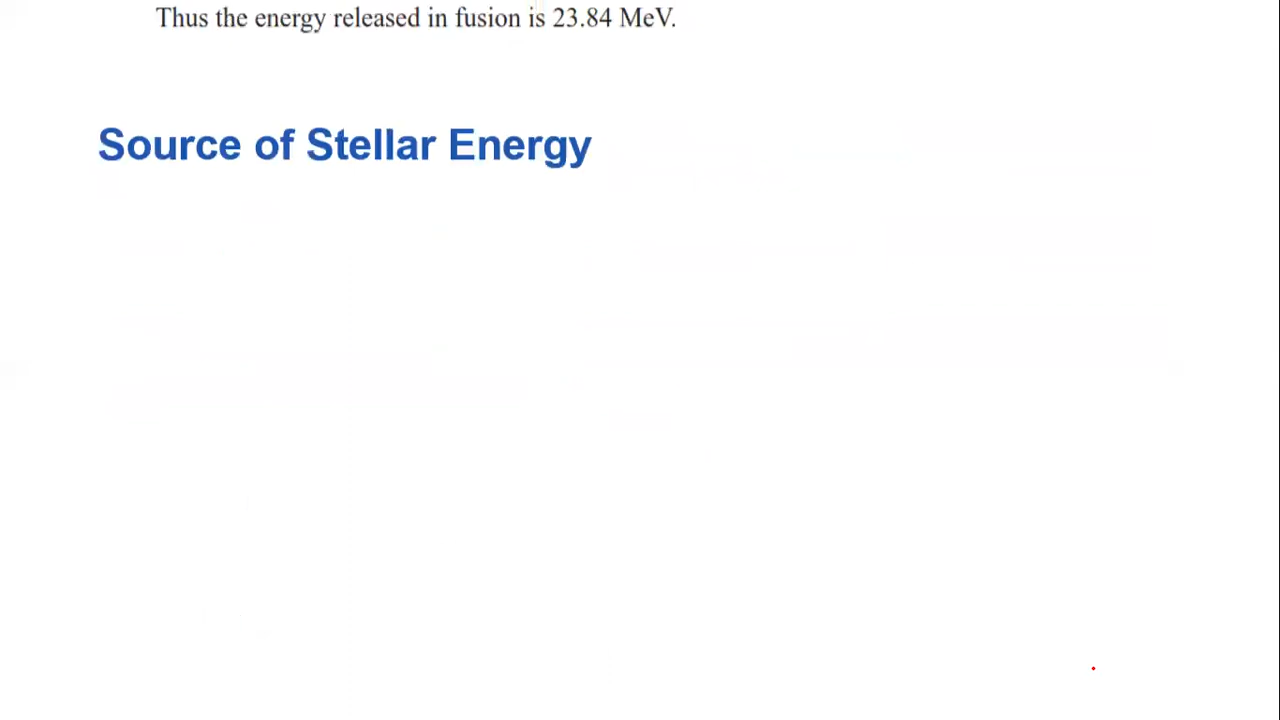 Thus the energy released in fusion is 23.84 MeV.
Source of Stellar Energy